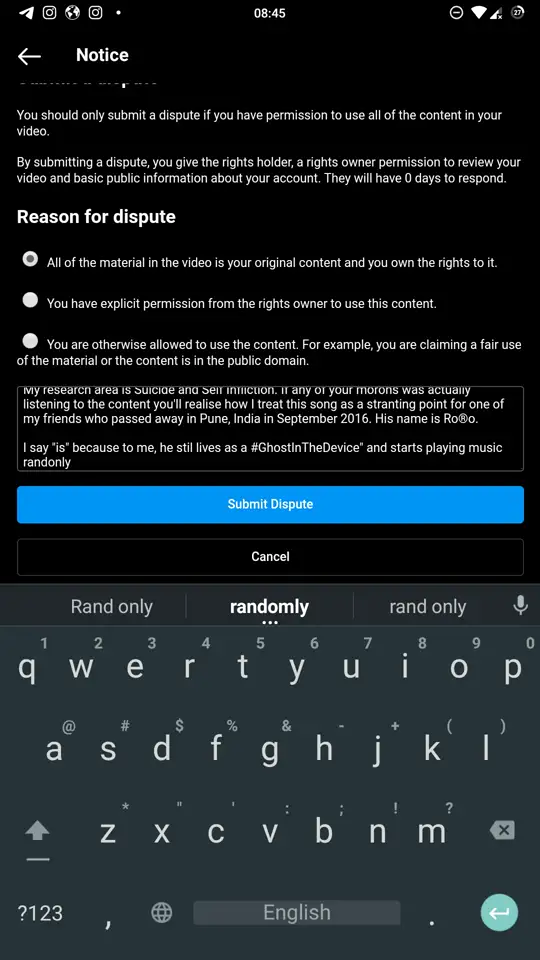 08:45
27
Notice
Submit a dispute
You should only submit a dispute if you have permission to use all of the content in your
video.
By submitting a dispute, you give the rights holder, a rights owner permission to review your
video and basic public information about your account. They will have 0 days to respond.
Reason for dispute
All of the material in the video is your original content and you own the rights to it.
You have explicit permission from the rights owner to use this content.
You are otherwise allowed to use the content. For example, you are claiming a fair use
of the material or the content is in the public domain.
My research area is Suicide and Self Infliction. If any of your morons was actually
listening to the content you'll realise how I treat this song as a stranting point for one of
my friends who passed away in Pune, India in September 2016. His name is Ro®o.
I say "is" because to me, he stil lives as a #GhostInTheDevice" and starts playing music
randomly
Submit Dispute
Cancel
Rand only randomly rand only
1 2 3 4 5 6 7 8 9 0
q w e r t y u i o p
@ # $ % & - + ( )
a s d f g h j k l
* " ' : ; ! ?
z x c v b n m
?123 , English .